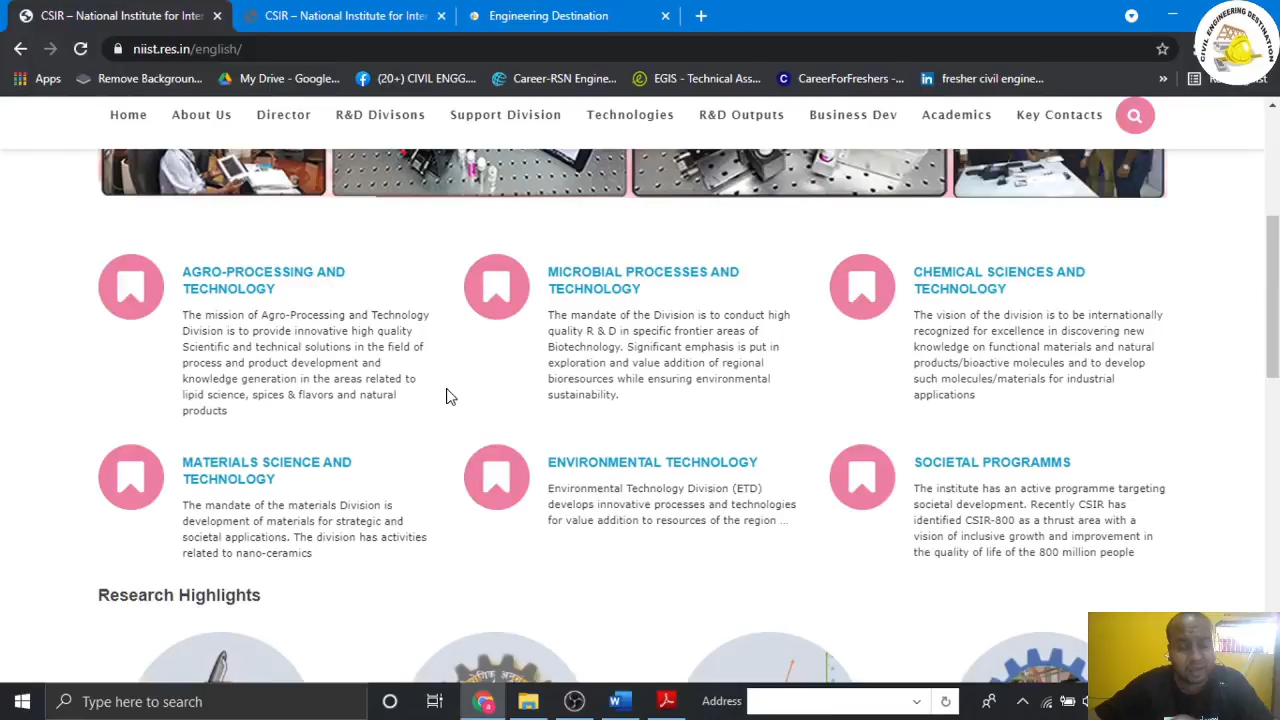 CSIR – National Institute for Inter
CSIR – National Institute for Inter
Engineering Destination
niist.res.in/english/
Apps
Remove Background...
My Drive - Google...
(20+) CIVIL ENGG...
Career-RSN Engine...
EGIS - Technical Ass...
CareerForFreshers -...
fresher civil engine...
CIVIL ENGINEERING DESTINATION
Home
About Us
Director
R&D Divisons
Support Division
Technologies
R&D Outputs
Business Dev
Academics
Key Contacts
AGRO-PROCESSING AND
TECHNOLOGY
The mission of Agro-Processing and Technology
Division is to provide innovative high quality
Scientific and technical solutions in the field of
process and product development and
knowledge generation in the areas related to
lipid science, spices & flavors and natural
products
MICROBIAL PROCESSES AND
TECHNOLOGY
The mandate of the Division is to conduct high
quality R & D in specific frontier areas of
Biotechnology. Significant emphasis is put in
exploration and value addition of regional
bioresources while ensuring environmental
sustainability.
CHEMICAL SCIENCES AND
TECHNOLOGY
The vision of the division is to be internationally
recognized for excellence in discovering new
knowledge on functional materials and natural
products/bioactive molecules and to develop
such molecules/materials for industrial
applications
MATERIALS SCIENCE AND
TECHNOLOGY
The mandate of the materials Division is
development of materials for strategic and
societal applications. The division has activities
related to nano-ceramics
ENVIRONMENTAL TECHNOLOGY
Environmental Technology Division (ETD)
develops innovative processes and technologies
for value addition to resources of the region ...
SOCIETAL PROGRAMMS
The institute has an active programme targeting
societal development. Recently CSIR has
identified CSIR-800 as a thrust area with a
vision of inclusive growth and improvement in
the quality of life of the 800 million people
Research Highlights
Type here to search
Address